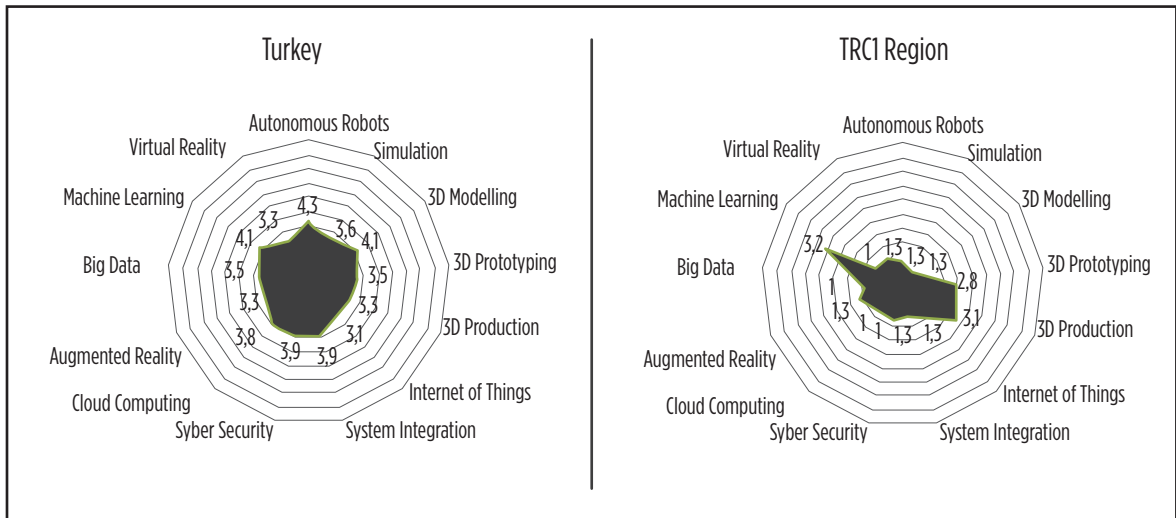 Turkey
Autonomous Robots
Simulation
3D Modelling
3D Prototyping
3D Production
Internet of Things
System Integration
Syber Security
Cloud Computing
Augmented Reality
Big Data
Machine Learning
Virtual Reality
4,3
3,6
4,1
3,5
3,3
3,1
3,9
3,9
3,8
3,3
3,5
4,1
3,3
TRC1 Region
Autonomous Robots
Simulation
3D Modelling
3D Prototyping
3D Production
Internet of Things
System Integration
Syber Security
Cloud Computing
Augmented Reality
Big Data
Machine Learning
Virtual Reality
1,3
1,3
1,3
2,8
3,1
1,3
1,3
1
1
1,3
1
3,2
1